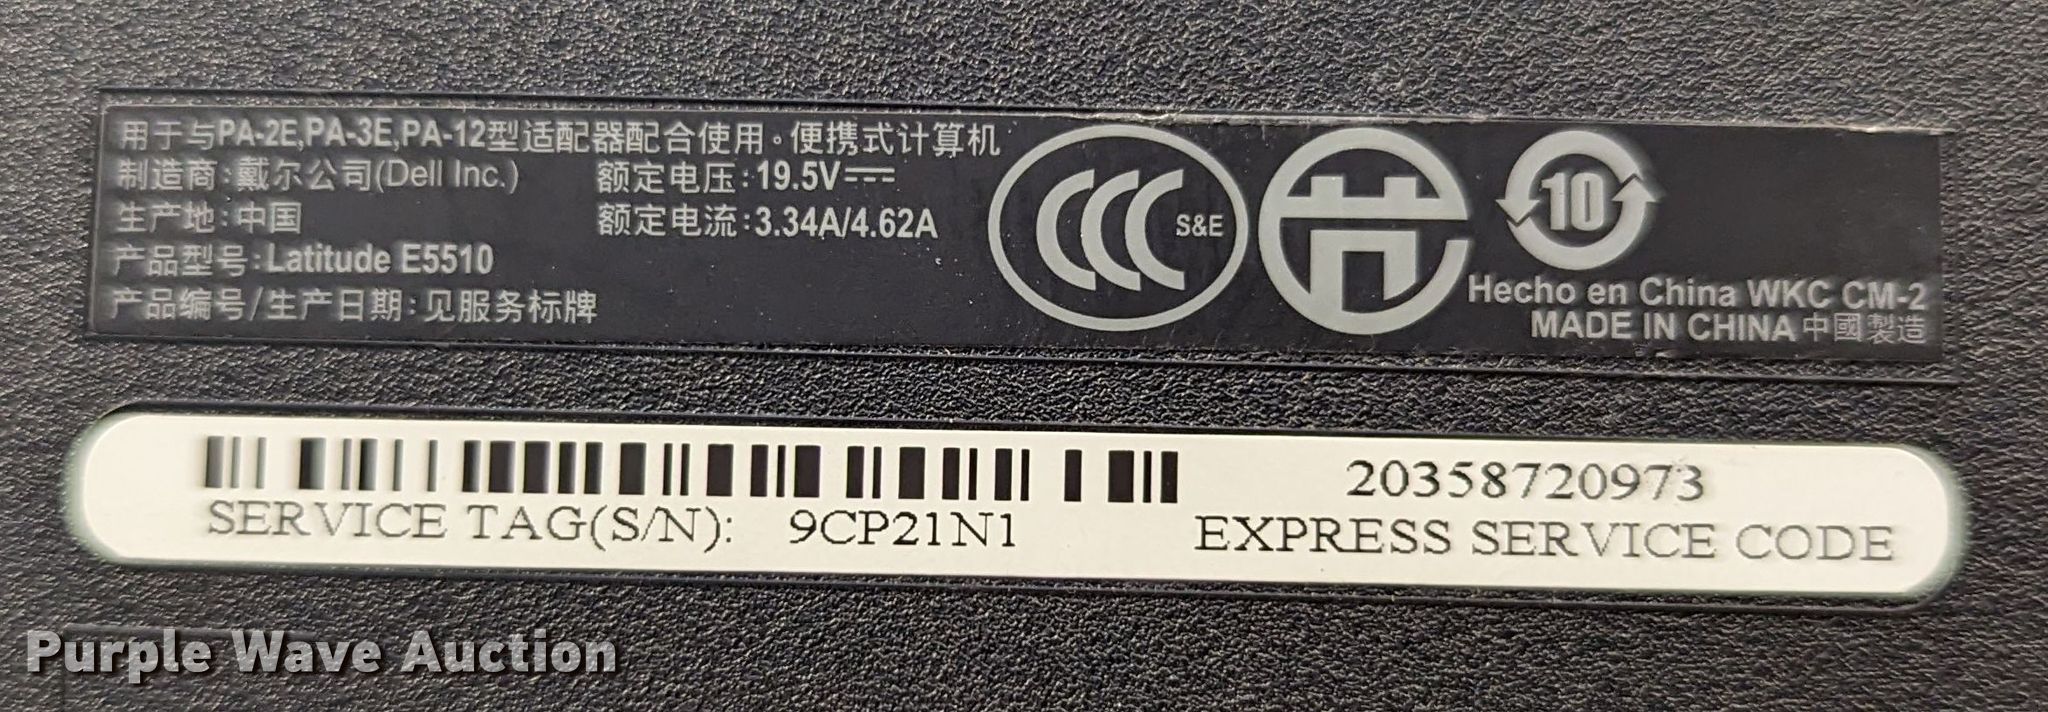 用于与PA-2E,PA-3E,PA-12型适配器配合使用。便携式计算机
制造商:戴尔公司(Dell Inc.) 额定电压:19.5V⎓
生产地:中国 额定电流:3.34A/4.62A
产品型号:Latitude E5510
产品编号/生产日期:见服务标牌
CCC S&E
10
Hecho en China WKC CM-2
MADE IN CHINA 中國製造
20358720973
SERVICE TAG(S/N): 9CP21N1 EXPRESS SERVICE CODE
Purple Wave Auction